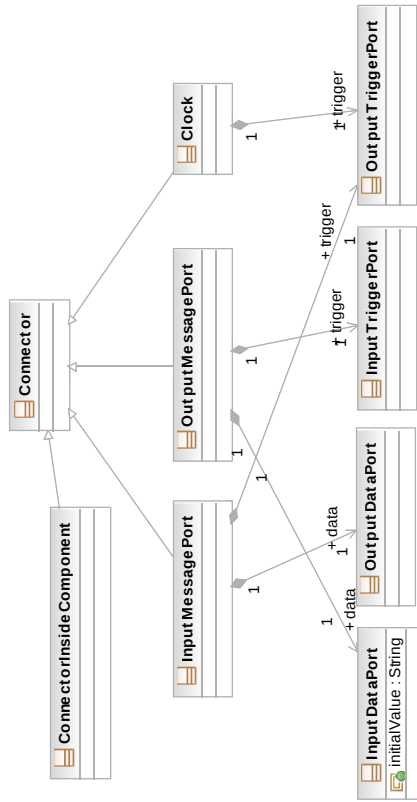 Connector
ConnectorInsideComponent
InputMessagePort
OutputMessagePort
Clock
1
1
1
1
1
+ data
1
+ data
1
+ trigger
1
+ trigger
1
+ trigger
1
InputDataPort
initialValue : String
OutputDataPort
InputTriggerPort
OutputTriggerPort